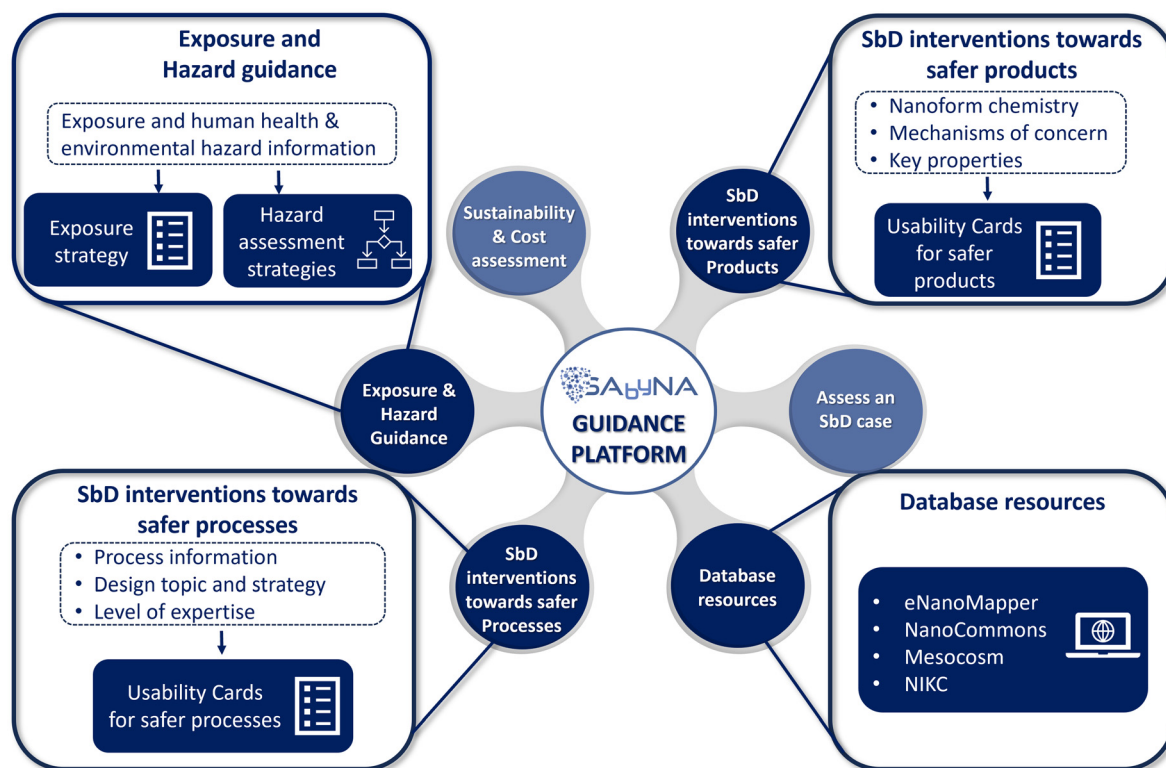 Exposure and
Hazard guidance
Exposure and human health &
environmental hazard information
Exposure
strategy
Hazard
assessment
strategies
SbD interventions towards
safer products
• Nanoform chemistry
• Mechanisms of concern
• Key properties
Usability Cards
for safer
products
Sustainability
& Cost
assessment
SbD
interventions
towards safer
Products
Exposure &
Hazard
Guidance
SAbyNA
GUIDANCE
PLATFORM
Assess an
SbD case
SbD interventions towards
safer processes
• Process information
• Design topic and strategy
• Level of expertise
Usability Cards
for safer processes
SbD
interventions
towards safer
Processes
Database
resources
Database resources
• eNanoMapper
• NanoCommons
• Mesocosm
• NIKC